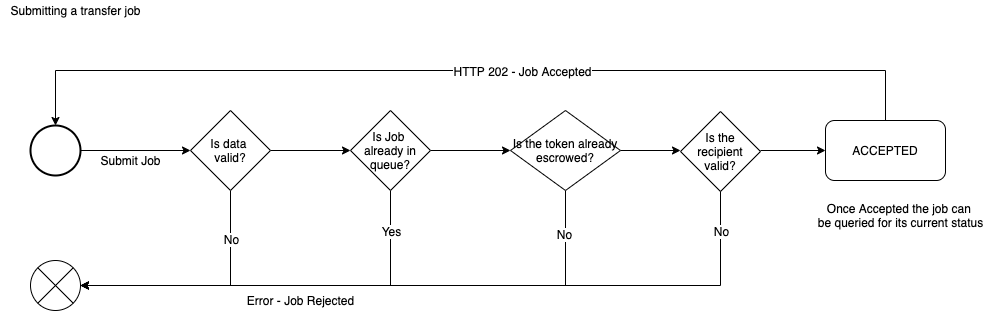 Submitting a transfer job
HTTP 202 - Job Accepted
Submit Job
Is data
valid?
Is Job
already in
queue?
Is the token already
escrowed?
Is the
recipient
valid?
ACCEPTED
Once Accepted the job can
be queried for its current status
No
Yes
No
No
Error - Job Rejected